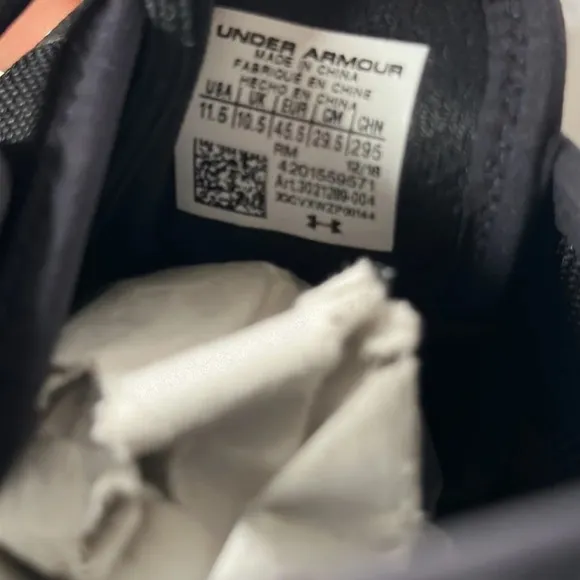 UNDER ARMOUR
MADE IN CHINA
FABRIQUÉ EN CHINE
HECHO EN CHINA
USA UK EUR CM CHN
11.5 10.5 45.5 29.5 295
RM 12/18
4201559571
Art.3021289-004